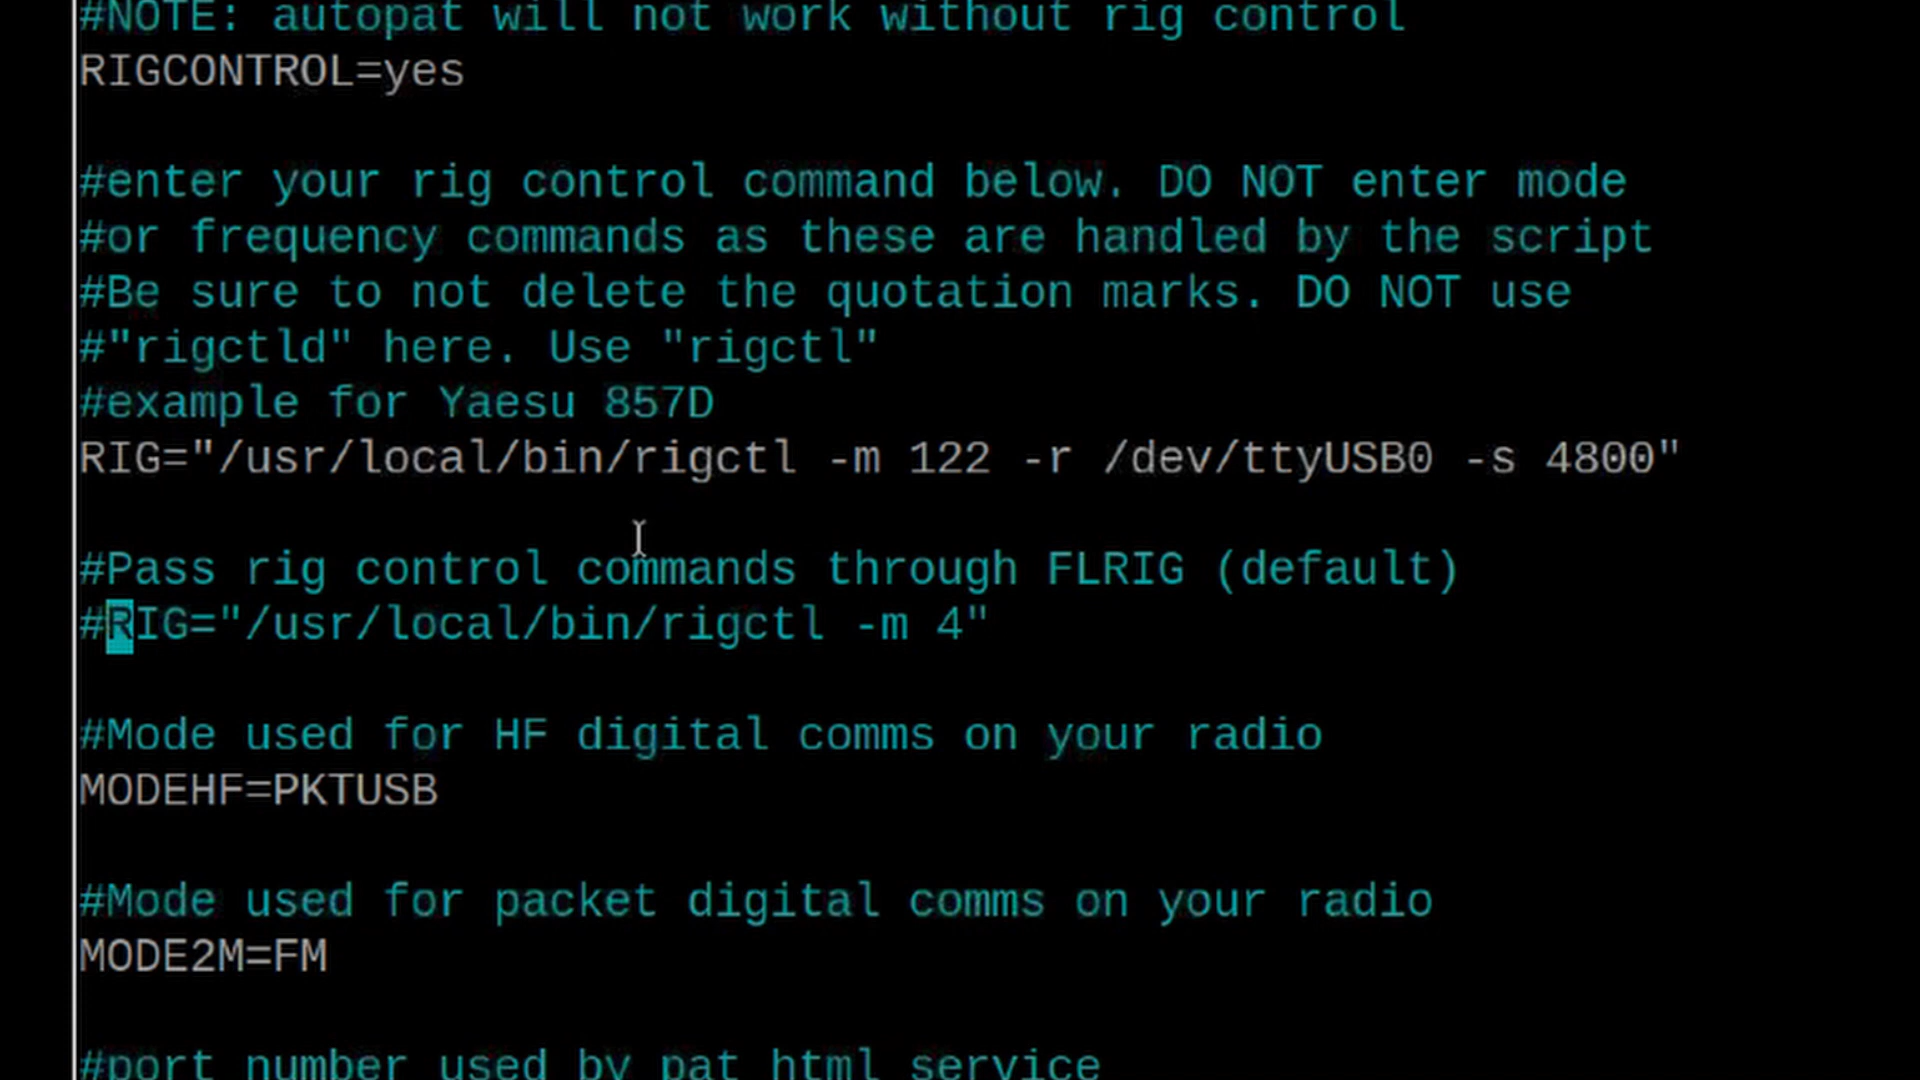 #NOTE: autopat will not work without rig control
RIGCONTROL=yes
#enter your rig control command below. DO NOT enter mode
#or frequency commands as these are handled by the script
#Be sure to not delete the quotation marks. DO NOT use
#"rigctld" here. Use "rigctl"
#example for Yaesu 857D
RIG="/usr/local/bin/rigctl -m 122 -r /dev/ttyUSB0 -s 4800"
#Pass rig control commands through FLRIG (default)
#RIG="/usr/local/bin/rigctl -m 4"
#Mode used for HF digital comms on your radio
MODEHF=PKTUSB
#Mode used for packet digital comms on your radio
MODE2M=FM
#port number used by pat html service